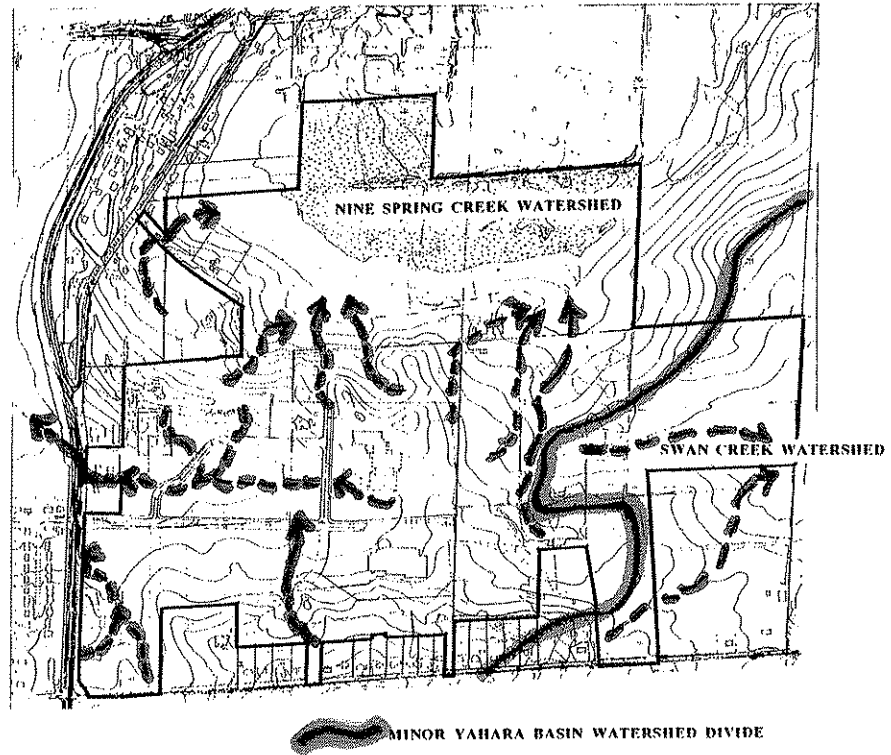 NINE SPRING CREEK WATERSHED
SWAN CREEK WATERSHED
MINOR YAHARA BASIN WATERSHED DIVIDE